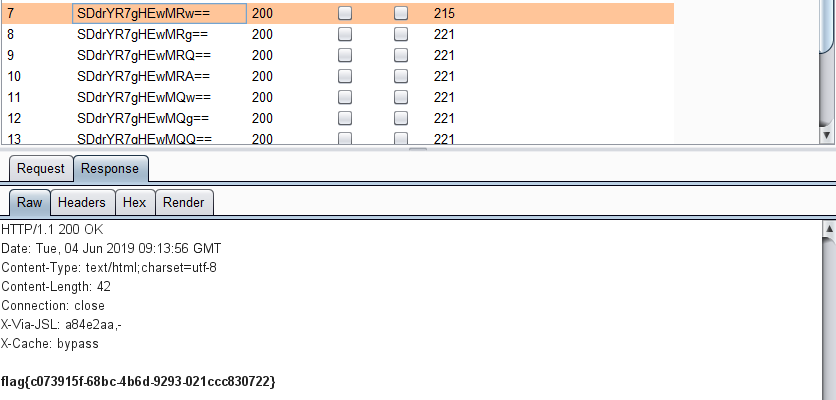 7 SDdrYR7gHEwMRw== 200 215
8 SDdrYR7gHEwMRg== 200 221
9 SDdrYR7gHEwMRQ== 200 221
10 SDdrYR7gHEwMRA== 200 221
11 SDdrYR7gHEwMQw== 200 221
12 SDdrYR7gHEwMQg== 200 221
13 SDdrYR7gHEwMQQ== 200 221
Request Response
Raw Headers Hex Render
HTTP/1.1 200 OK
Date: Tue, 04 Jun 2019 09:13:56 GMT
Content-Type: text/html;charset=utf-8
Content-Length: 42
Connection: close
X-Via-JSL: a84e2aa,-
X-Cache: bypass
flag{c073915f-68bc-4b6d-9293-021ccc830722}